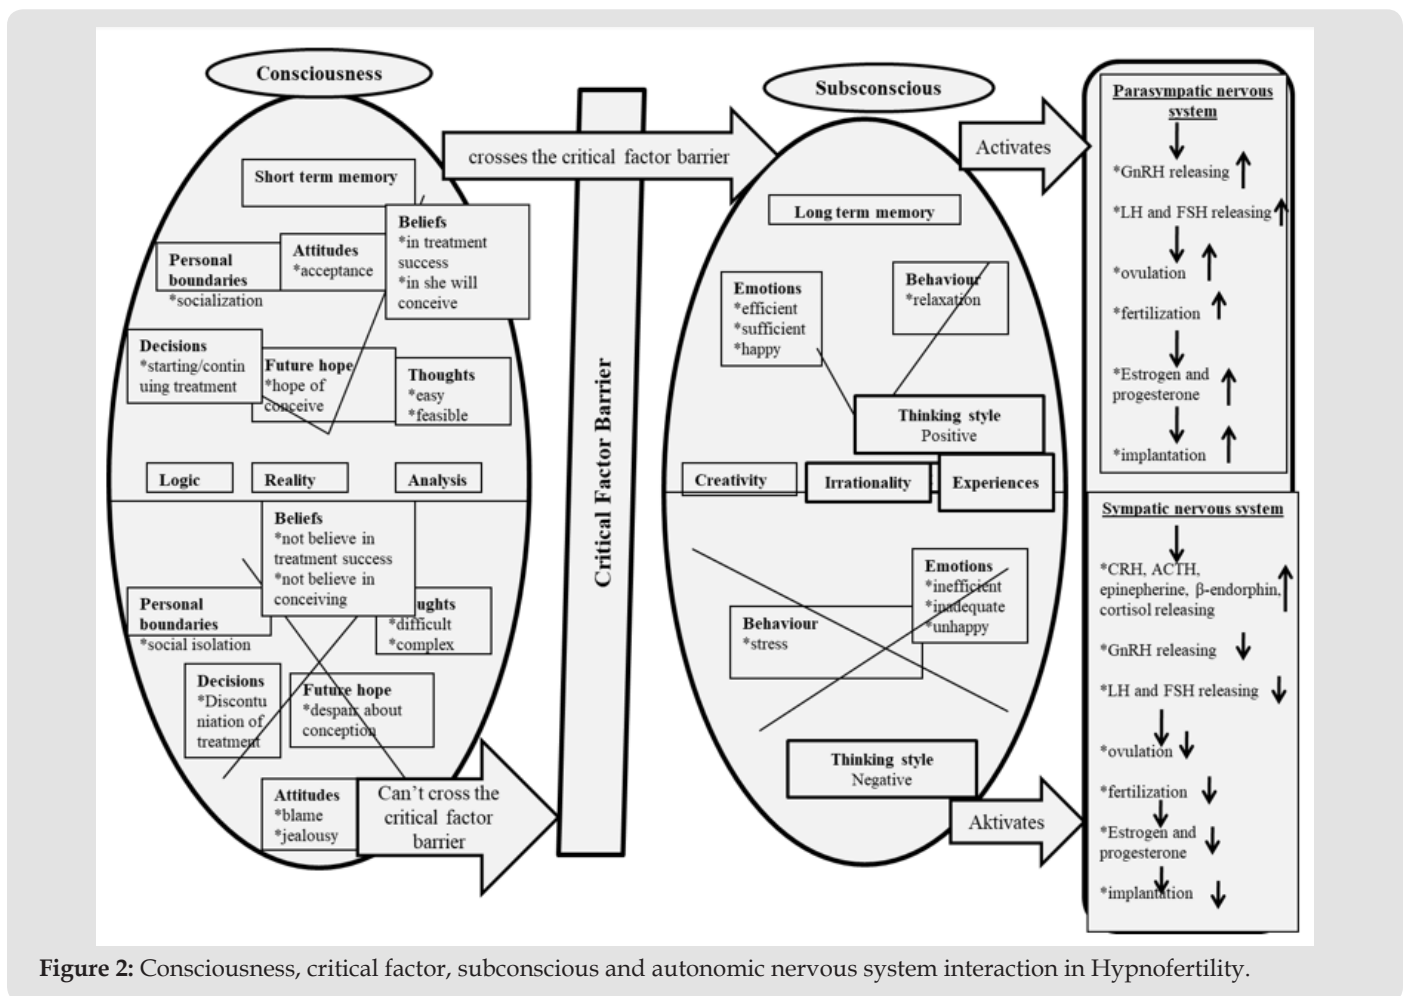 Consciousness
Short term memory
Beliefs
*in treatment
success
*in she will
conceive
Attitudes
*acceptance
Personal
boundaries
*socialization
Decisions
*starting/contin
uing treatment
Future hope
*hope of
conceive
Thoughts
*easy
*feasible
Logic
Reality
Analysis
Beliefs
*not believe in
treatment success
*not believe in
conceiving
Personal
boundaries
*social isolation
oughts
*difficult
*complex
Decisions
*Discontu
niation of
treatment
Future hope
*despair about
conception
Attitudes
*blame
*jealousy
Can't cross the
critical factor
barrier
crosses the critical factor barrier
Critical Factor Barrier
Subsconscious
Long term memory
Emotions
*efficient
*sufficient
*happy
Behaviour
*relaxation
Thinking style
Positive
Creativity
Irrationality
Experiences
Emotions
*inefficient
*inadequate
*unhappy
Behaviour
*stress
Thinking style
Negative
Activates
Aktivates
Parasympatic nervous
system
*GnRH releasing
*LH and FSH releasing
*ovulation
*fertilization
*Estrogen and
progesterone
*implantation
Sympatic nervous system
*CRH, ACTH,
epinepherine, β-endorphin,
cortisol releasing
*GnRH releasing
*LH and FSH releasing
*ovulation
*fertilization
*Estrogen and
progesterone
*implantation
Figure 2: Consciousness, critical factor, subconscious and autonomic nervous system interaction in Hypnofertility.